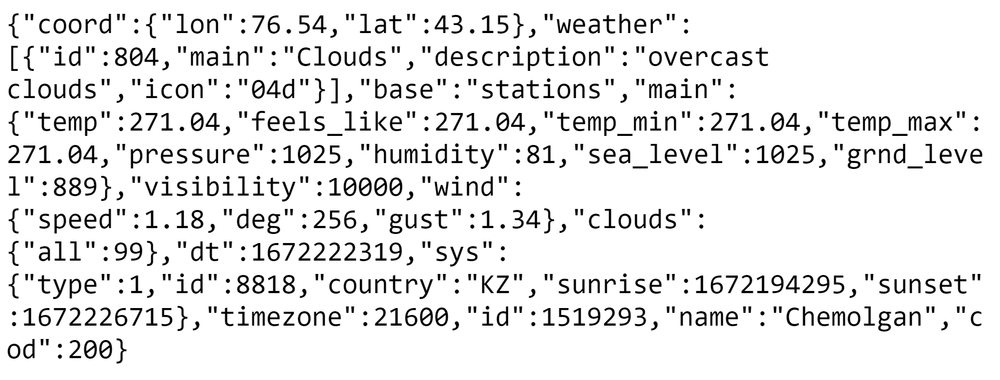 {"coord":{"lon":76.54,"lat":43.15},"weather":
[{"id":804,"main":"Clouds","description":"overcast
clouds","icon":"04d"}],"base":"stations","main":
{"temp":271.04,"feels_like":271.04,"temp_min":271.04,"temp_max":
271.04,"pressure":1025,"humidity":81,"sea_level":1025,"grnd_leve
l":889},"visibility":10000,"wind":
{"speed":1.18,"deg":256,"gust":1.34},"clouds":
{"all":99},"dt":1672222319,"sys":
{"type":1,"id":8818,"country":"KZ","sunrise":1672194295,"sunset"
:1672226715},"timezone":21600,"id":1519293,"name":"Chemolgan","c
od":200}